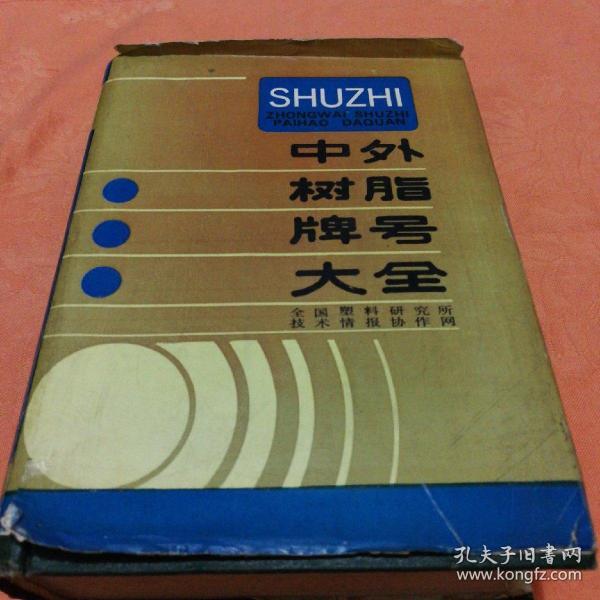 SHUZHI
ZHONGWAI SHUZHI
PAIHAO DAQUAN
中外
树脂
牌号
大全
全国塑料研究所
技术情报协作网
孔夫子旧书网
www.kongfz.com